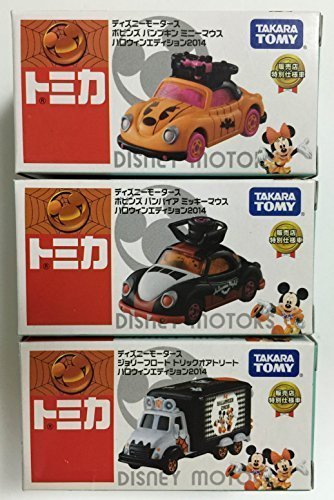 ディズニーモータース
ポピンズ パンプキン ミニーマウス
ハロウィンエディション2014
TAKARA
TOMY
トミカ
®
販売店
特別仕様車
DISNEY MOTORS
ディズニーモータース
ポピンズ バンパイア ミッキーマウス
ハロウィンエディション2014
TAKARA
TOMY
トミカ
®
販売店
特別仕様車
DISNEY MOTORS
ディズニーモータース
ジョリーフロート トリックオアトリート
ハロウィンエディション2014
TAKARA
TOMY
トミカ
®
販売店
特別仕様車
DISNEY MOTORS